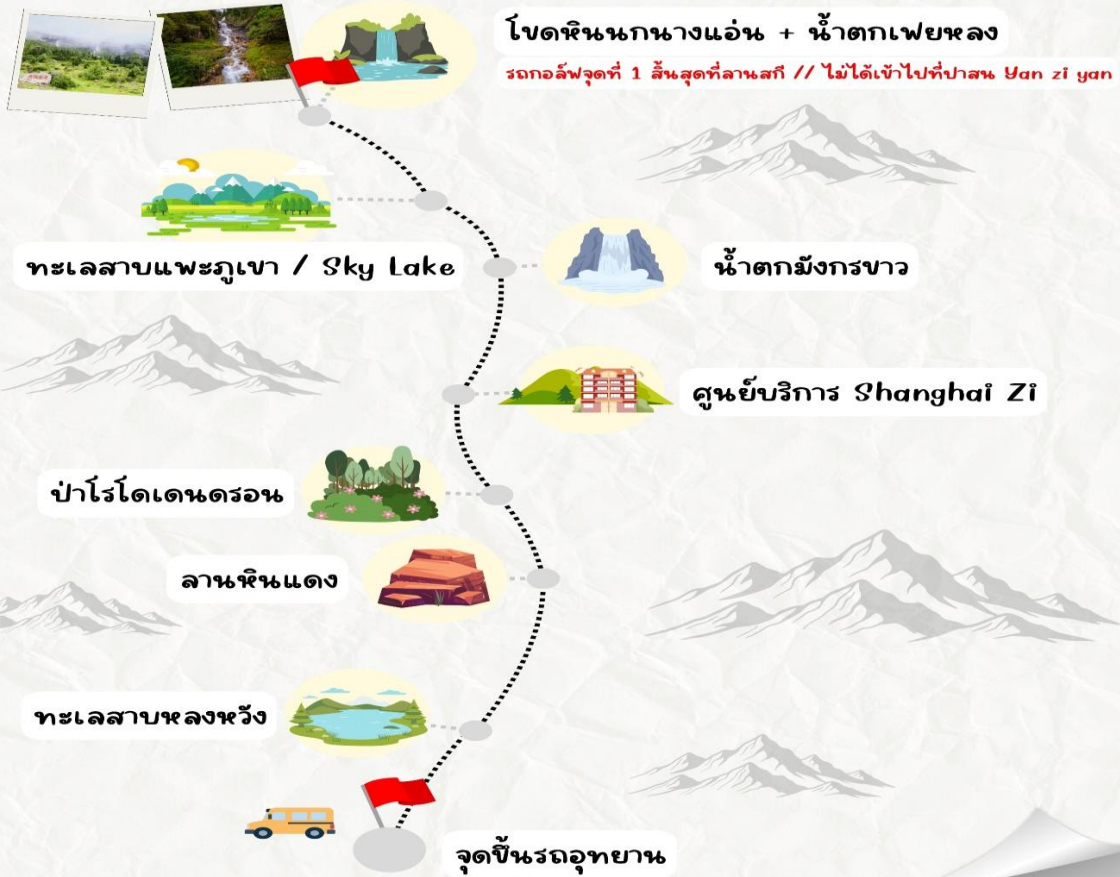 โขดหินนกนางแอ่น + น้ำตกเฟยหลง
รถกอล์ฟจุดที่ 1 สิ้นสุดที่ลานสกี // ไม่ได้เข้าไปที่ปาสน Yan zi yan
ทะเลสาบแพะภูเขา / Sky Lake
น้ำตกมังกรขาว
ศูนย์บริการ Shanghai Zi
ป่าโรโดเดนดรอน
ลานหินแดง
ทะเลสาบหลงหวัง
จุดขึ้นรถอุทยาน